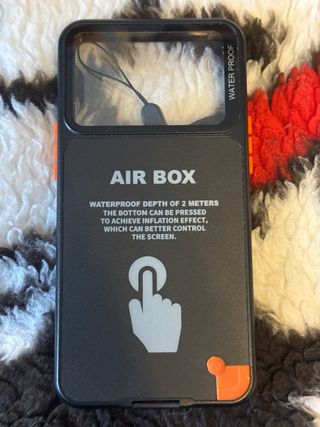 WATER PROOF
AIR BOX
WATERPROOF DEPTH OF 2 METERS
THE BOTTOM CAN BE PRESSED
TO ACHIEVE INFLATION EFFECT,
WHICH CAN BETTER CONTROL
THE SCREEN.